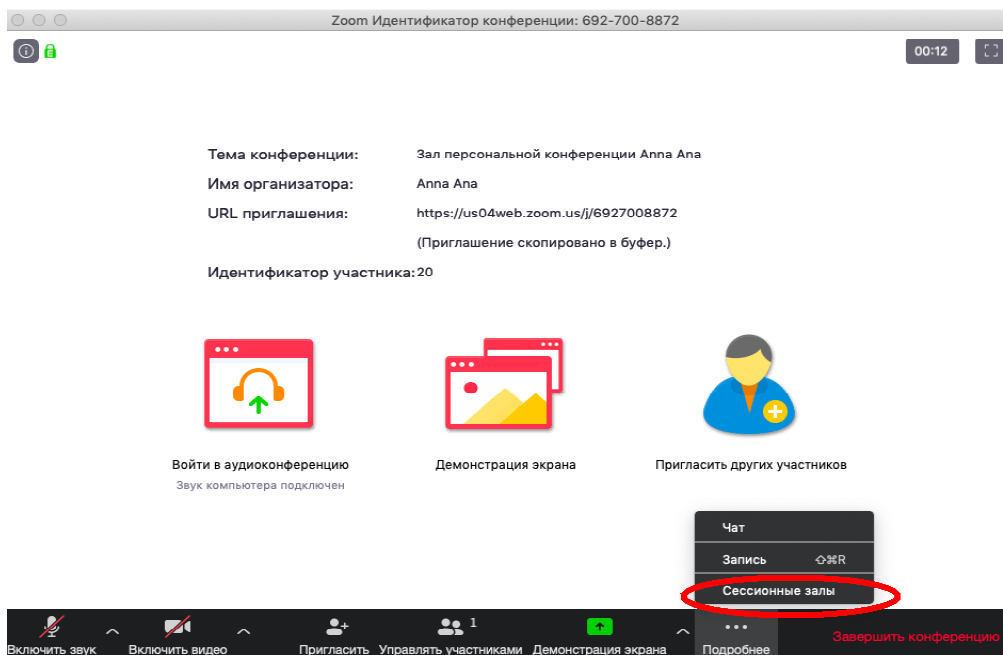 Zoom Идентификатор конференции: 692-700-8872
00:12
Тема конференции: Зал персональной конференции Anna Ana
Имя организатора: Anna Ana
URL приглашения: https://us04web.zoom.us/j/6927008872
(Приглашение скопировано в буфер.)
Идентификатор участника: 20
Войти в аудиоконференцию
Звук компьютера подключен
Демонстрация экрана
Пригласить других участников
Чат
Запись ⇧⌘R
Сессионные залы
Включить звук
Включить видео
Пригласить
1
Управлять участниками
Демонстрация экрана
Подробнее
Завершить конференцию